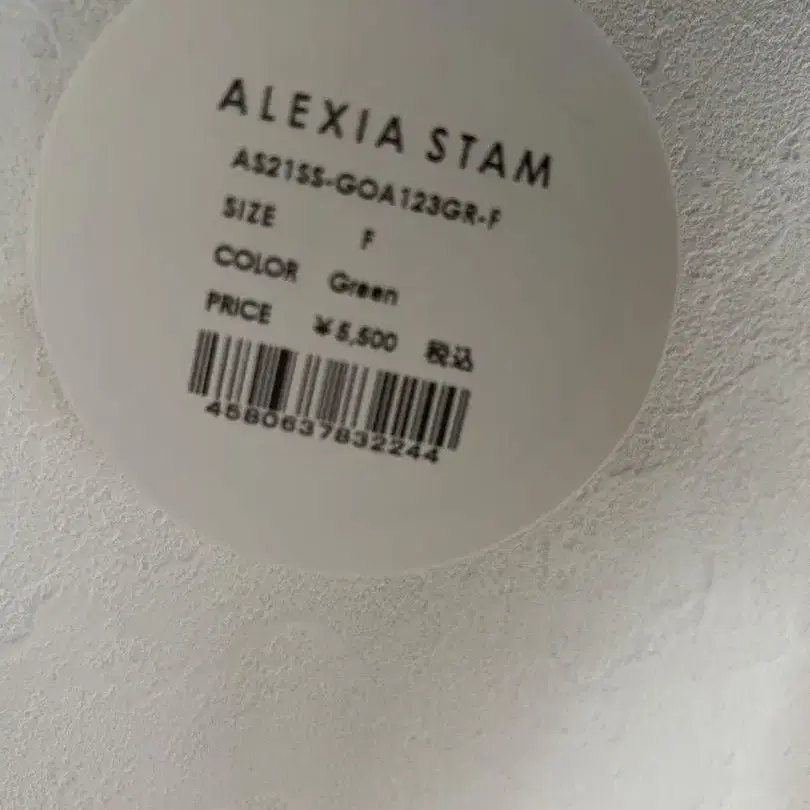 ALEXIA STAM
AS21SS-GOA123GR-F
SIZE F
COLOR Green
PRICE ¥5,500 税込
4580637832244